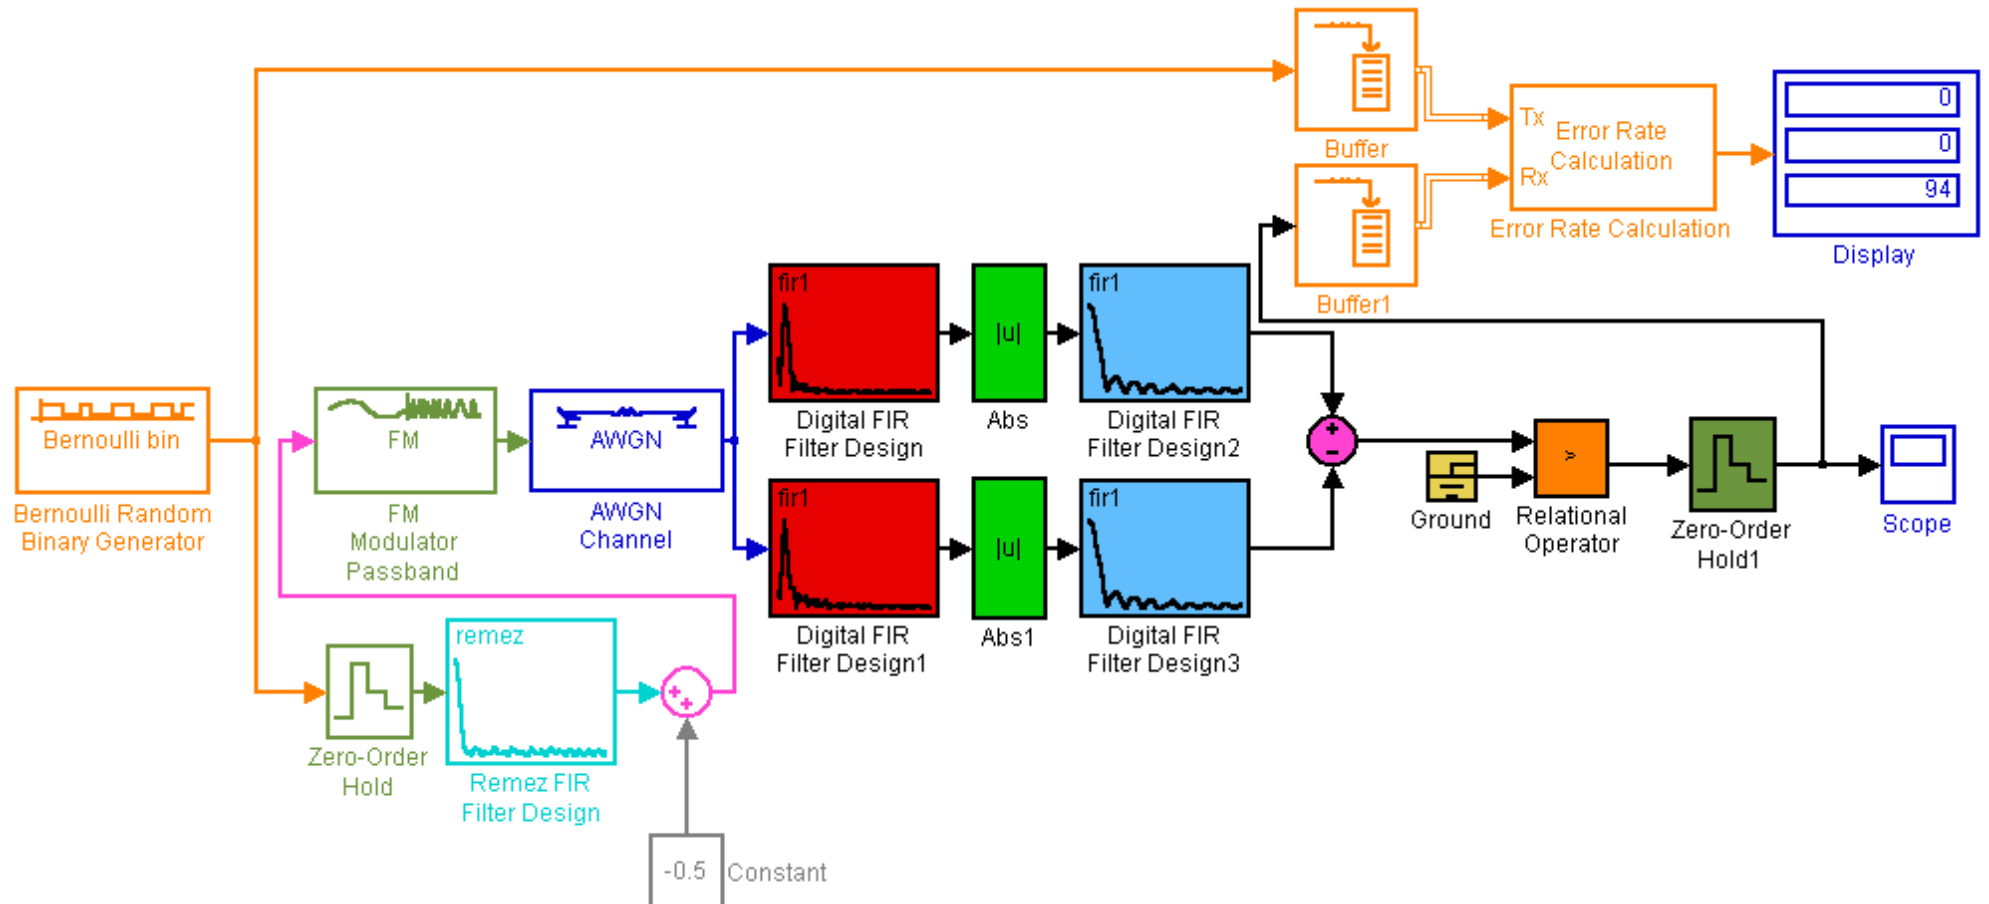 Buffer
Tx
Error Rate
Calculation
Rx
0
0
94
Error Rate Calculation
Display
Buffer1
fir1
|u|
fir1
Digital FIR
Filter Design
Abs
Digital FIR
Filter Design2
Bernoulli bin
FM
AWGN
+
-
>
Bernoulli Random
Binary Generator
FM
Modulator
Passband
AWGN
Channel
fir1
|u|
fir1
Ground
Relational
Operator
Zero-Order
Hold1
Scope
Digital FIR
Filter Design1
Abs1
Digital FIR
Filter Design3
remez
+
+
Zero-Order
Hold
Remez FIR
Filter Design
-0.5
Constant